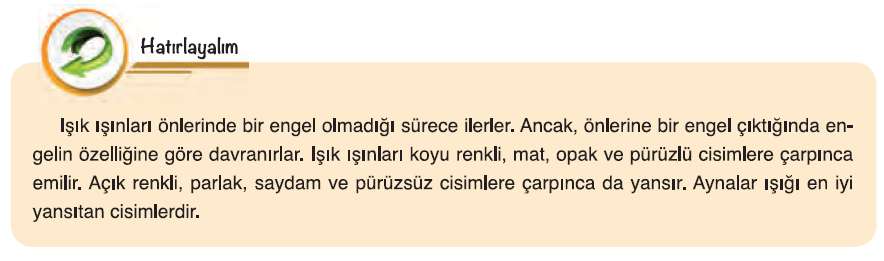 Hatırlayalım
Işık ışınları önlerinde bir engel olmadığı sürece ilerler. Ancak, önlerine bir engel çıktığında en-
gelin özelliğine göre davranırlar. Işık ışınları koyu renkli, mat, opak ve pürüzlü cisimlere çarpınca
emilir. Açık renkli, parlak, saydam ve pürüzsüz cisimlere çarpınca da yansır. Aynalar ışığı en iyi
yansıtan cisimlerdir.